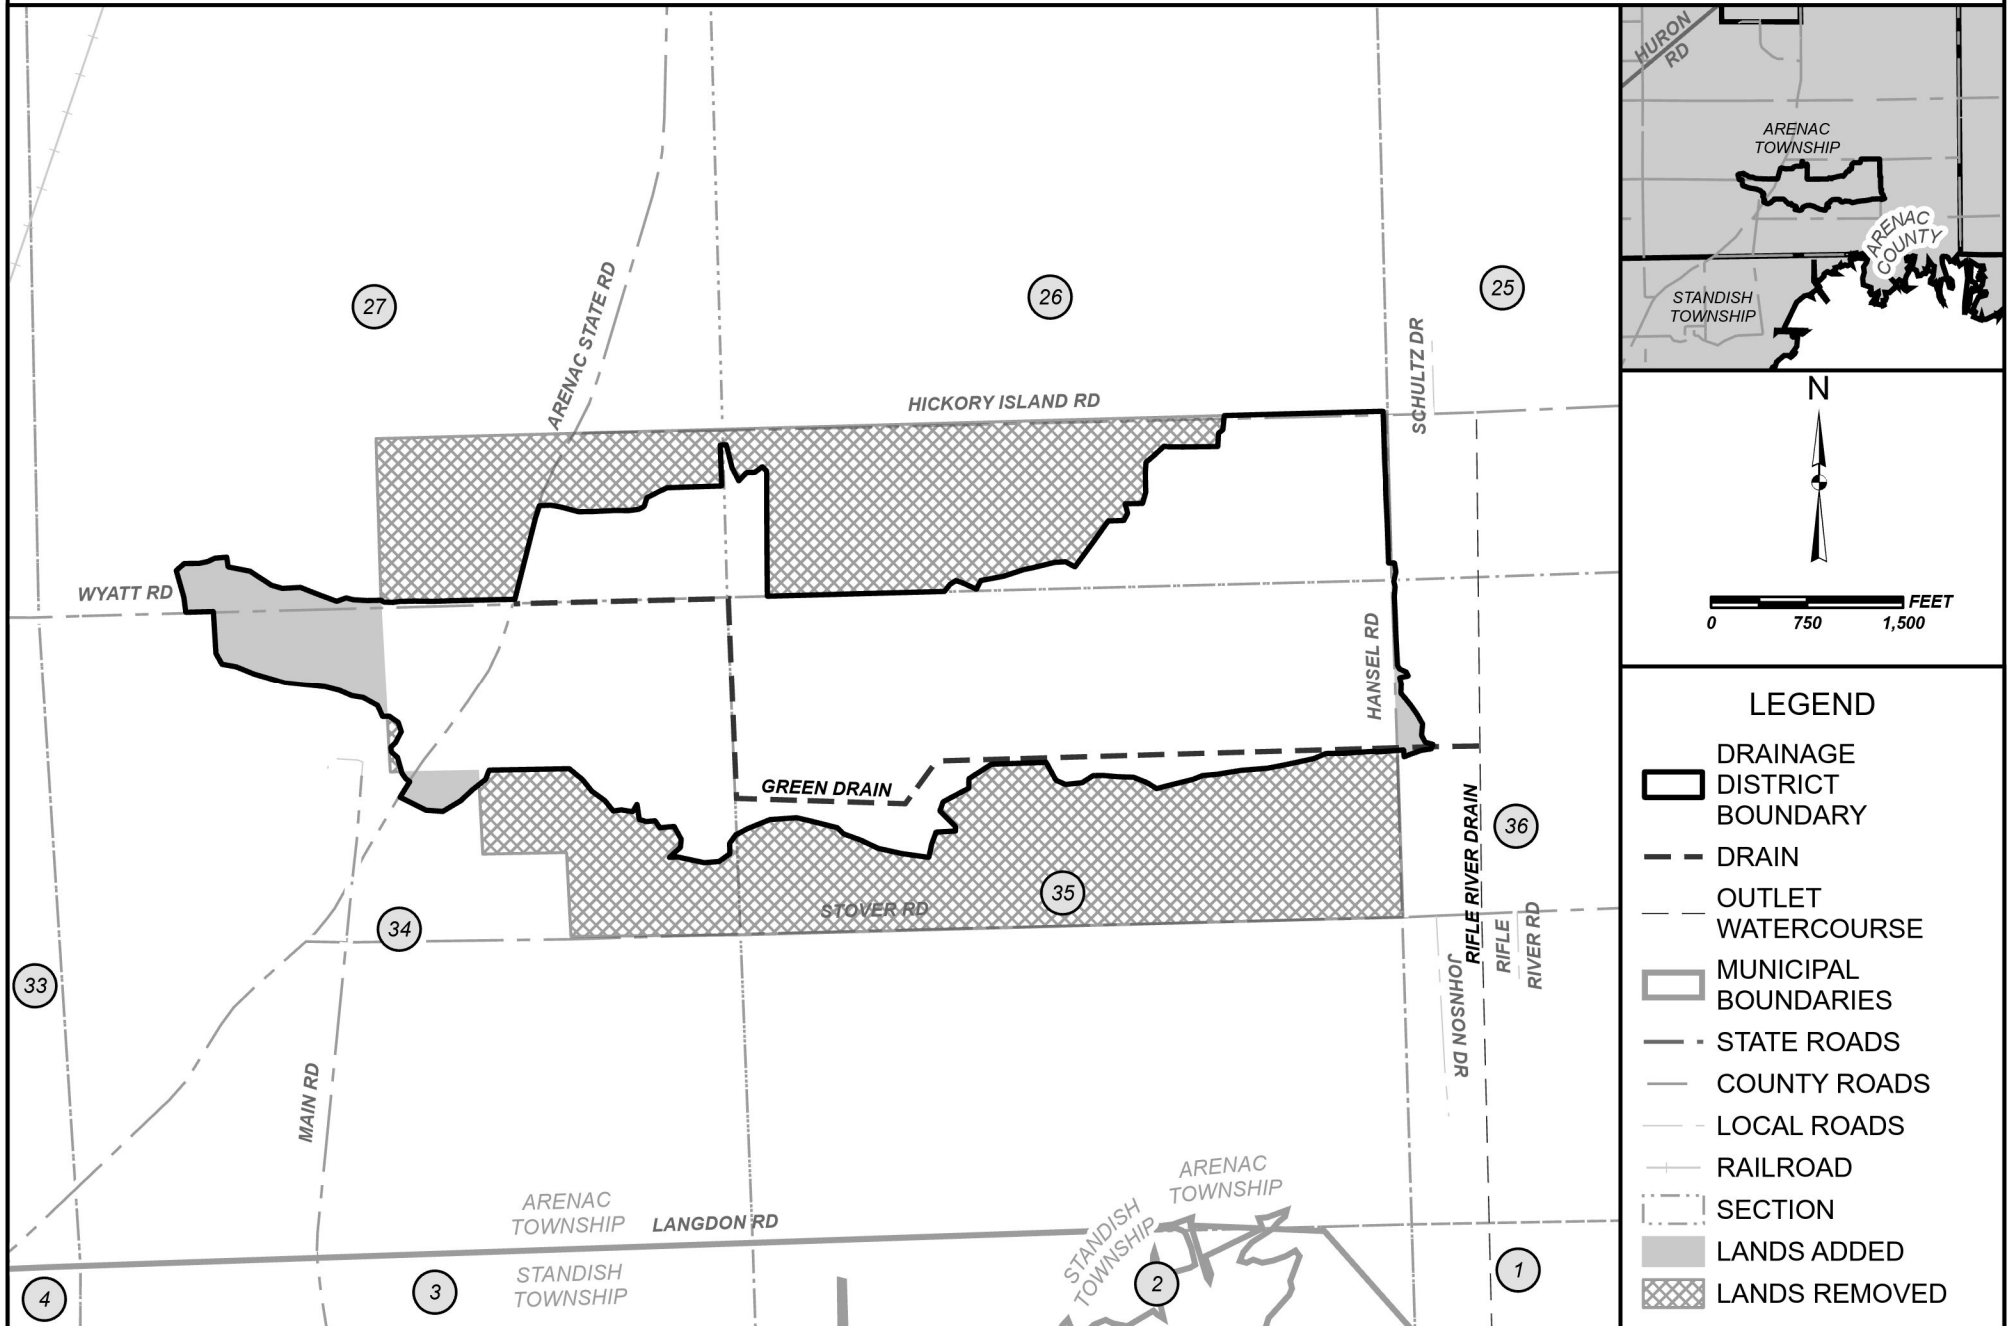 27
26
25
ARENAC STATE RD
HICKORY ISLAND RD
SCHULTZ DR
WYATT RD
HANSEL RD
GREEN DRAIN
RIFLE RIVER DRAIN
36
35
STOVER RD
34
33
RIFLE
RIVER RD
JOHNSON DR
MAIN RD
ARENAC
TOWNSHIP
LANGDON RD
ARENAC
TOWNSHIP
STANDISH
TOWNSHIP
STANDISH
TOWNSHIP
4
3
2
1
HURON
RD
ARENAC
TOWNSHIP
ARENAC
COUNTY
STANDISH
TOWNSHIP
N
FEET
0 750 1,500
LEGEND
DRAINAGE
DISTRICT
BOUNDARY
DRAIN
OUTLET
WATERCOURSE
MUNICIPAL
BOUNDARIES
STATE ROADS
COUNTY ROADS
LOCAL ROADS
RAILROAD
SECTION
LANDS ADDED
LANDS REMOVED